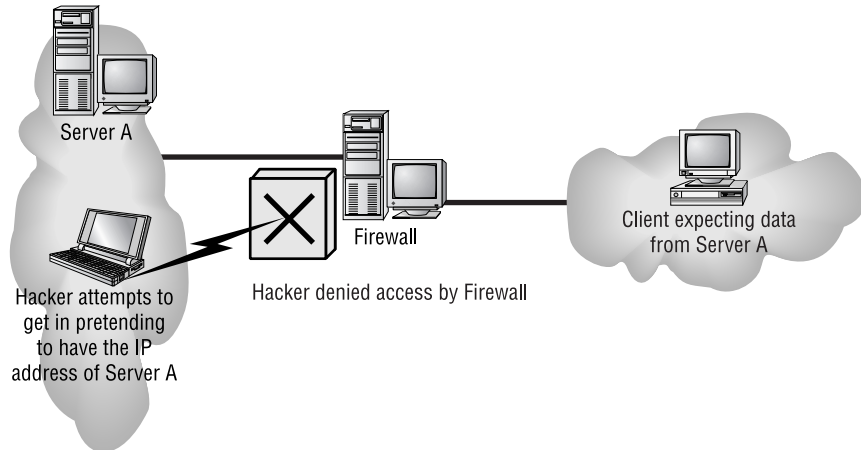 Server A
Firewall
Client expecting data
from Server A
Hacker attempts to
get in pretending
to have the IP
address of Server A
Hacker denied access by Firewall